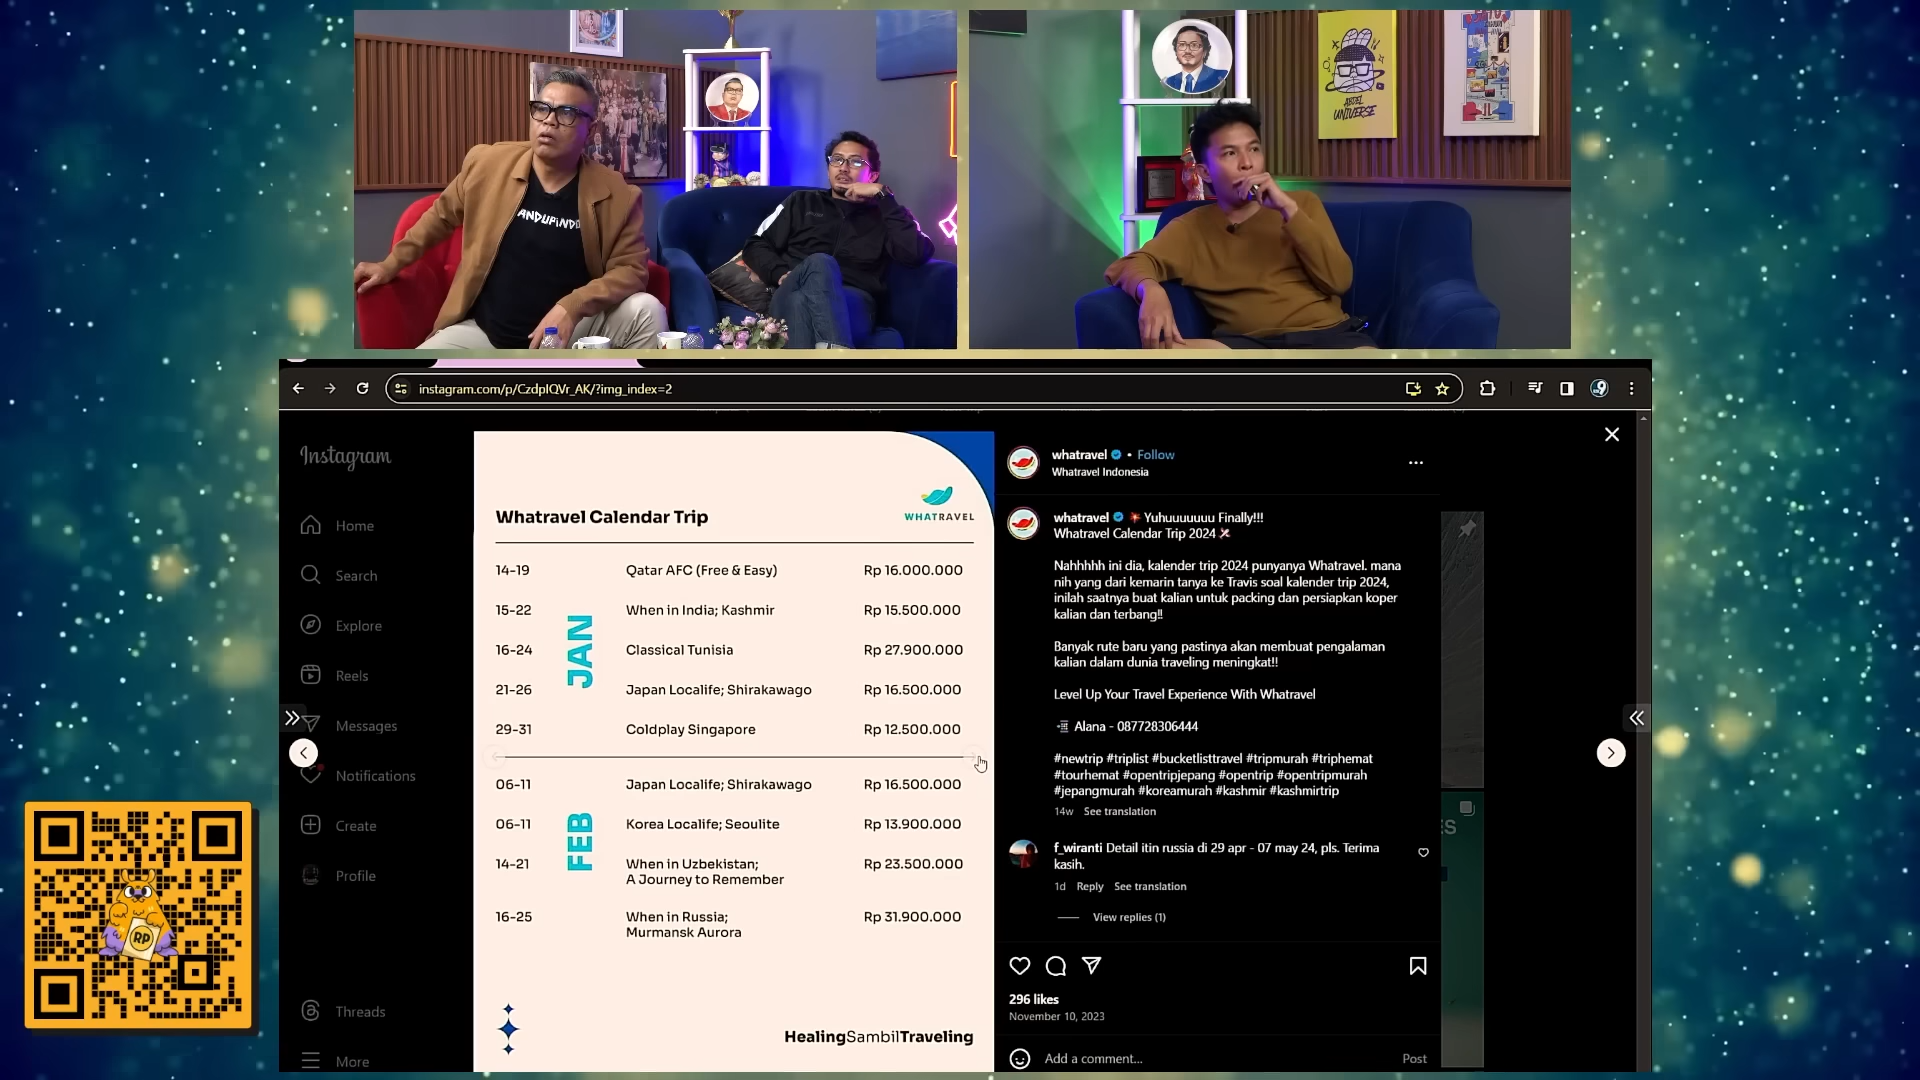 ANDUPINDO
ABDEL
UNIVERSE
instagram.com/p/CzdpIQVr_AK/?img_index=2
Instagram
Home
Search
Explore
Reels
Messages
Notifications
Create
Profile
Threads
More
Whatravel Calendar Trip
WHATRAVEL
JAN
14-19 Qatar AFC (Free & Easy) Rp 16.000.000
15-22 When in India; Kashmir Rp 15.500.000
16-24 Classical Tunisia Rp 27.900.000
21-26 Japan Localife; Shirakawago Rp 16.500.000
29-31 Coldplay Singapore Rp 12.500.000
FEB
06-11 Japan Localife; Shirakawago Rp 16.500.000
06-11 Korea Localife; Seoulite Rp 13.900.000
14-21 When in Uzbekistan; Rp 23.500.000
A Journey to Remember
16-25 When in Russia; Rp 31.900.000
Murmansk Aurora
HealingSambilTraveling
whatravel • Follow
Whatravel Indonesia
whatravel 💥 Yuhuuuuuuu Finally!!!
Whatravel Calendar Trip 2024
Nahhhhh ini dia, kalender trip 2024 punyanya Whatravel. mana
nih yang dari kemarin tanya ke Travis soal kalender trip 2024,
inilah saatnya buat kalian untuk packing dan persiapkan koper
kalian dan terbang!!
Banyak rute baru yang pastinya akan membuat pengalaman
kalian dalam dunia traveling meningkat!!
Level Up Your Travel Experience With Whatravel
📲 Alana - 087728306444
#newtrip #triplist #bucketlisttravel #tripmurah #triphemat
#tourhemat #opentripjepang #opentrip #opentripmurah
#jepangmurah #koreamurah #kashmir #kashmirtrip
14w See translation
f_wiranti Detail itin russia di 29 apr - 07 may 24, pls. Terima
kasih.
1d Reply See translation
View replies (1)
296 likes
November 10, 2023
Add a comment... Post
ES
RP